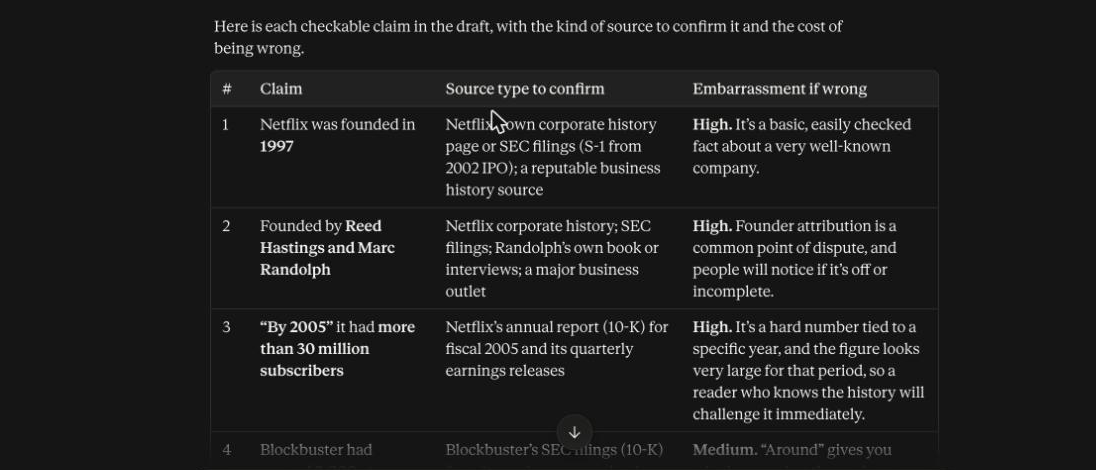 Here is each checkable claim in the draft, with the kind of source to confirm it and the cost of
being wrong.
# Claim Source type to confirm Embarrassment if wrong
1
Netflix was founded in
1997
Netflix own corporate history
page or SEC filings (S-1 from
2002 IPO); a reputable business
history source
High. It's a basic, easily checked
fact about a very well-known
company.
2
Founded by Reed
Hastings and Marc
Randolph
Netflix corporate history; SEC
filings; Randolph's own book or
interviews; a major business
outlet
High. Founder attribution is a
common point of dispute, and
people will notice if it's off or
incomplete.
3
“By 2005” it had more
than 30 million
subscribers
Netflix's annual report (10-K) for
fiscal 2005 and its quarterly
earnings releases
High. It's a hard number tied to a
specific year, and the figure looks
very large for that period, so a
reader who knows the history will
challenge it immediately.
4
Blockbuster had
Blockbuster's SEC filings (10-K)
Medium. “Around” gives you